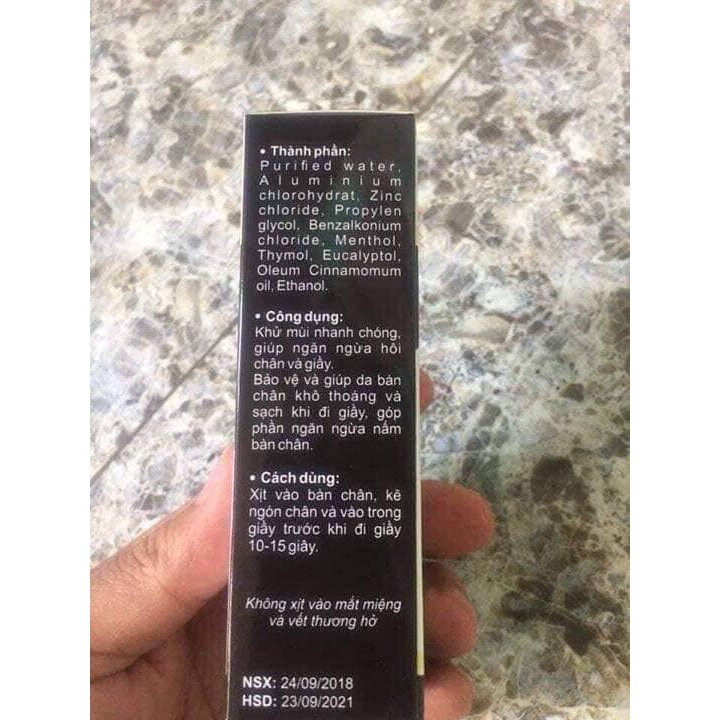 • Thành phần:
Purified water,
Aluminium
chlorohydrat, Zinc
chloride, Propylen
glycol, Benzalkonium
chloride, Menthol,
Thymol, Eucalyptol,
Oleum Cinnamomum
oil, Ethanol.
• Công dụng:
Khử mùi nhanh chóng,
giúp ngăn ngừa hôi
chân và giầy.
Bảo vệ và giúp da bàn
chân khô thoáng và
sạch khi đi giầy, góp
phần ngăn ngừa nấm
bàn chân.
• Cách dùng:
Xịt vào bàn chân, kẽ
ngón chân và vào trong
giầy trước khi đi giầy
10-15 giây.
Không xịt vào mắt miệng
và vết thương hở
NSX: 24/09/2018
HSD: 23/09/2021